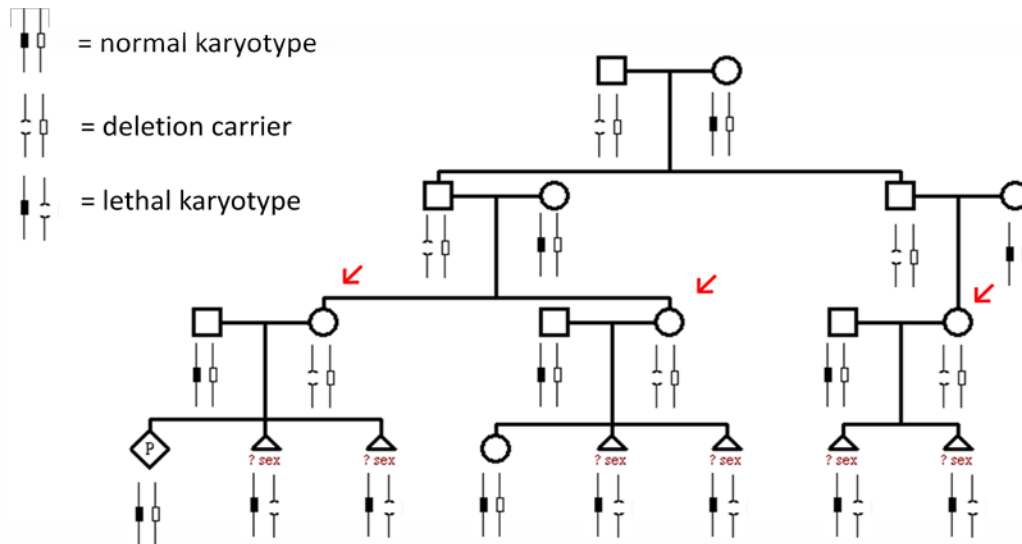 = normal karyotype
= deletion carrier
= lethal karyotype
P
? sex
? sex
? sex
? sex
? sex
? sex